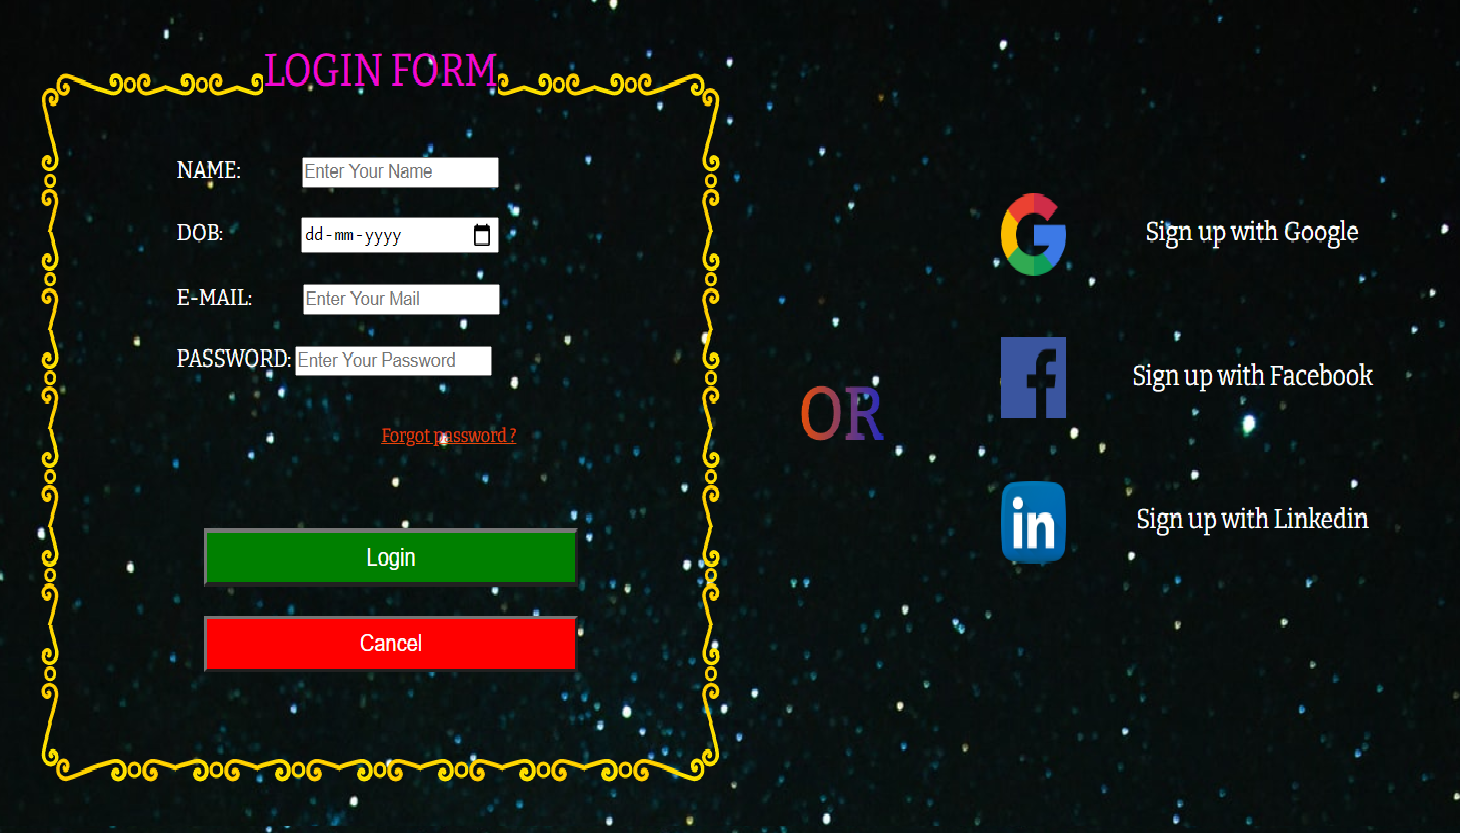 LOGIN FORM
NAME: Enter Your Name
DOB: dd-mm-yyyy
E-MAIL: Enter Your Mail
PASSWORD: Enter Your Password
Forgot password ?
Login
Cancel
OR
Sign up with Google
Sign up with Facebook
in Sign up with Linkedin